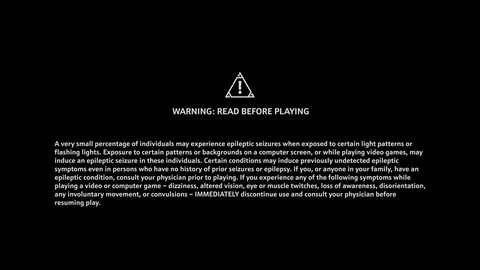 WARNING: READ BEFORE PLAYING
A very small percentage of individuals may experience epileptic seizures when exposed to certain light patterns or
flashing lights. Exposure to certain patterns or backgrounds on a computer screen, or while playing video games, may
induce an epileptic seizure in these individuals. Certain conditions may induce previously undetected epileptic
symptoms even in persons who have no history of prior seizures or epilepsy. If you, or anyone in your family, have an
epileptic condition, consult your physician prior to playing. If you experience any of the following symptoms while
playing a video or computer game – dizziness, altered vision, eye or muscle twitches, loss of awareness, disorientation,
any involuntary movement, or convulsions – IMMEDIATELY discontinue use and consult your physician before
resuming play.